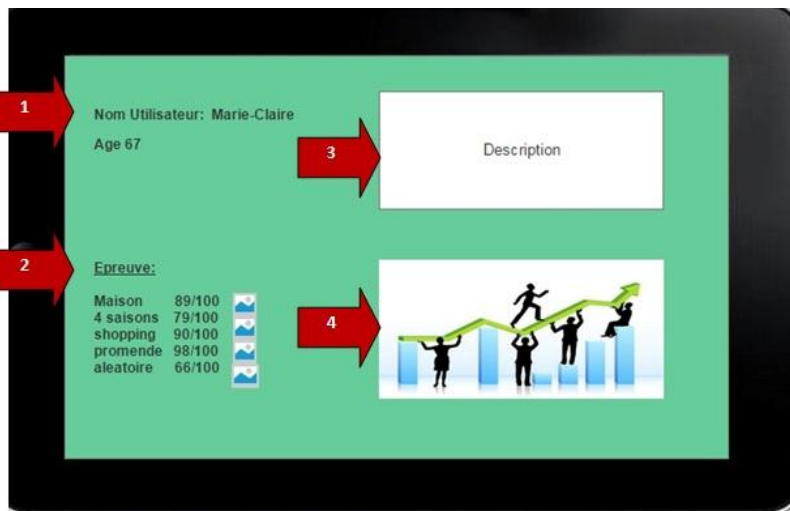 1
Nom Utilisateur: Marie-Claire
Age 67
3
Description
2
Epreuve:
Maison 89/100
4 saisons 79/100
shopping 90/100
promende 98/100
aleatoire 66/100
4